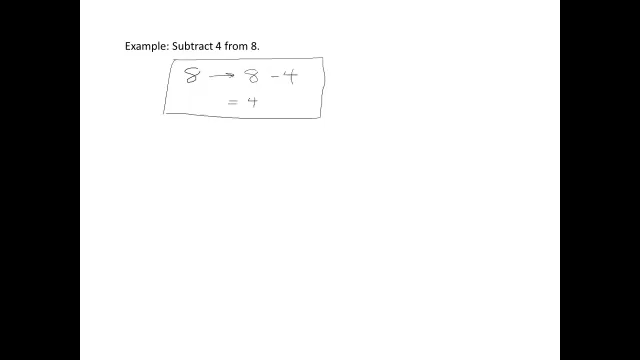 Example: Subtract 4 from 8.
8 → 8 - 4
= 4